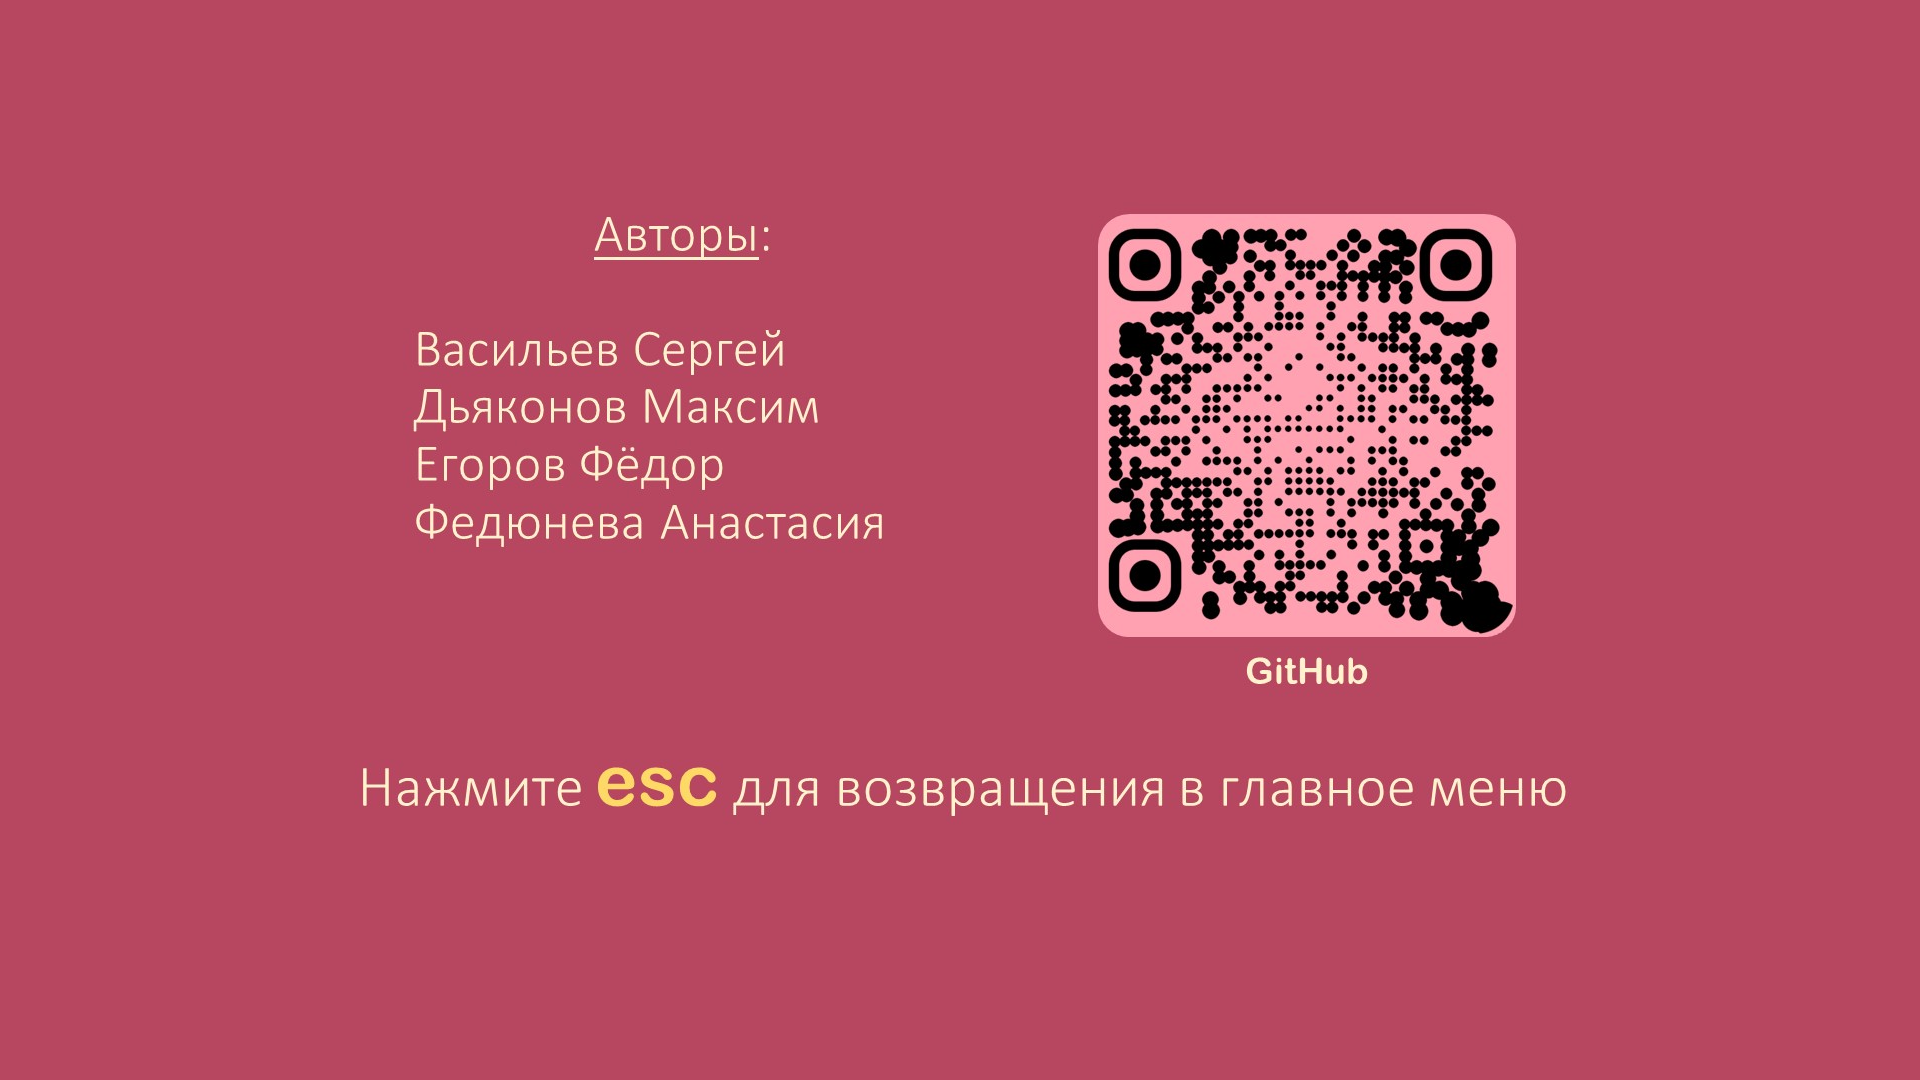 Авторы:
Васильев Сергей
Дьяконов Максим
Егоров Фёдор
Федюнева Анастасия
GitHub
Нажмите esc для возвращения в главное меню